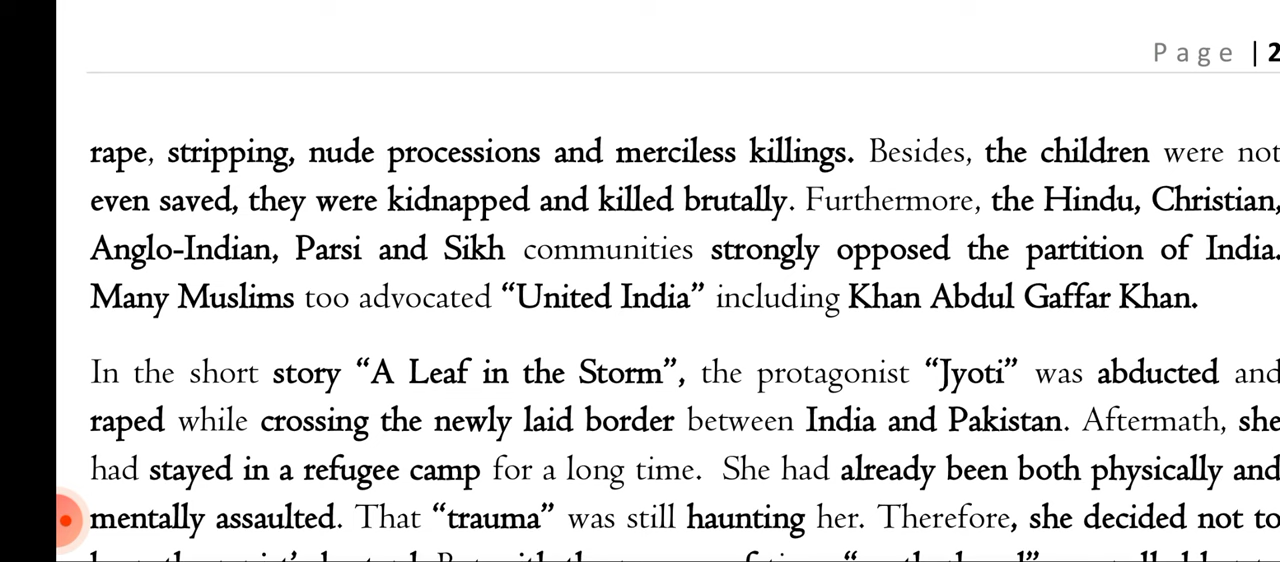 Page | 2
rape, stripping, nude processions and merciless killings. Besides, the children were not
even saved, they were kidnapped and killed brutally. Furthermore, the Hindu, Christian,
Anglo-Indian, Parsi and Sikh communities strongly opposed the partition of India.
Many Muslims too advocated “United India” including Khan Abdul Gaffar Khan.
In the short story “A Leaf in the Storm”, the protagonist “Jyoti” was abducted and
raped while crossing the newly laid border between India and Pakistan. Aftermath, she
had stayed in a refugee camp for a long time. She had already been both physically and
mentally assaulted. That “trauma” was still haunting her. Therefore, she decided not to